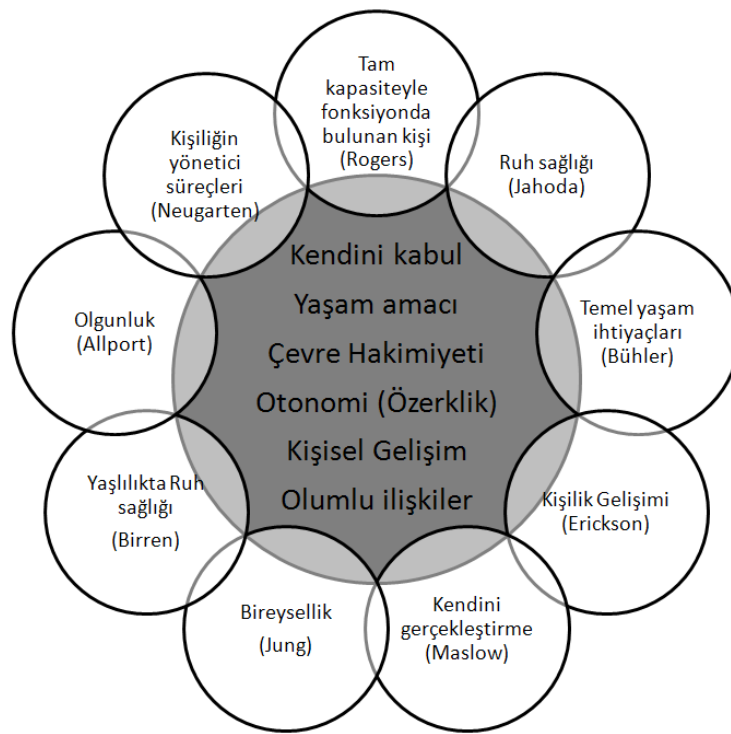 Tam
kapasiteyle
fonksiyonda
bulunan kişi
(Rogers)
Ruh sağlığı
(Jahoda)
Temel yaşam
ihtiyaçları
(Bühler)
Kişilik Gelişimi
(Erickson)
Kendini
gerçekleştirme
(Maslow)
Bireysellik
(Jung)
Yaşlılıkta Ruh
sağlığı
(Birren)
Olgunluk
(Allport)
Kişiliğin
yönetici
süreçleri
(Neugarten)
Kendini kabul
Yaşam amacı
Çevre Hakimiyeti
Otonomi (Özerklik)
Kişisel Gelişim
Olumlu ilişkiler